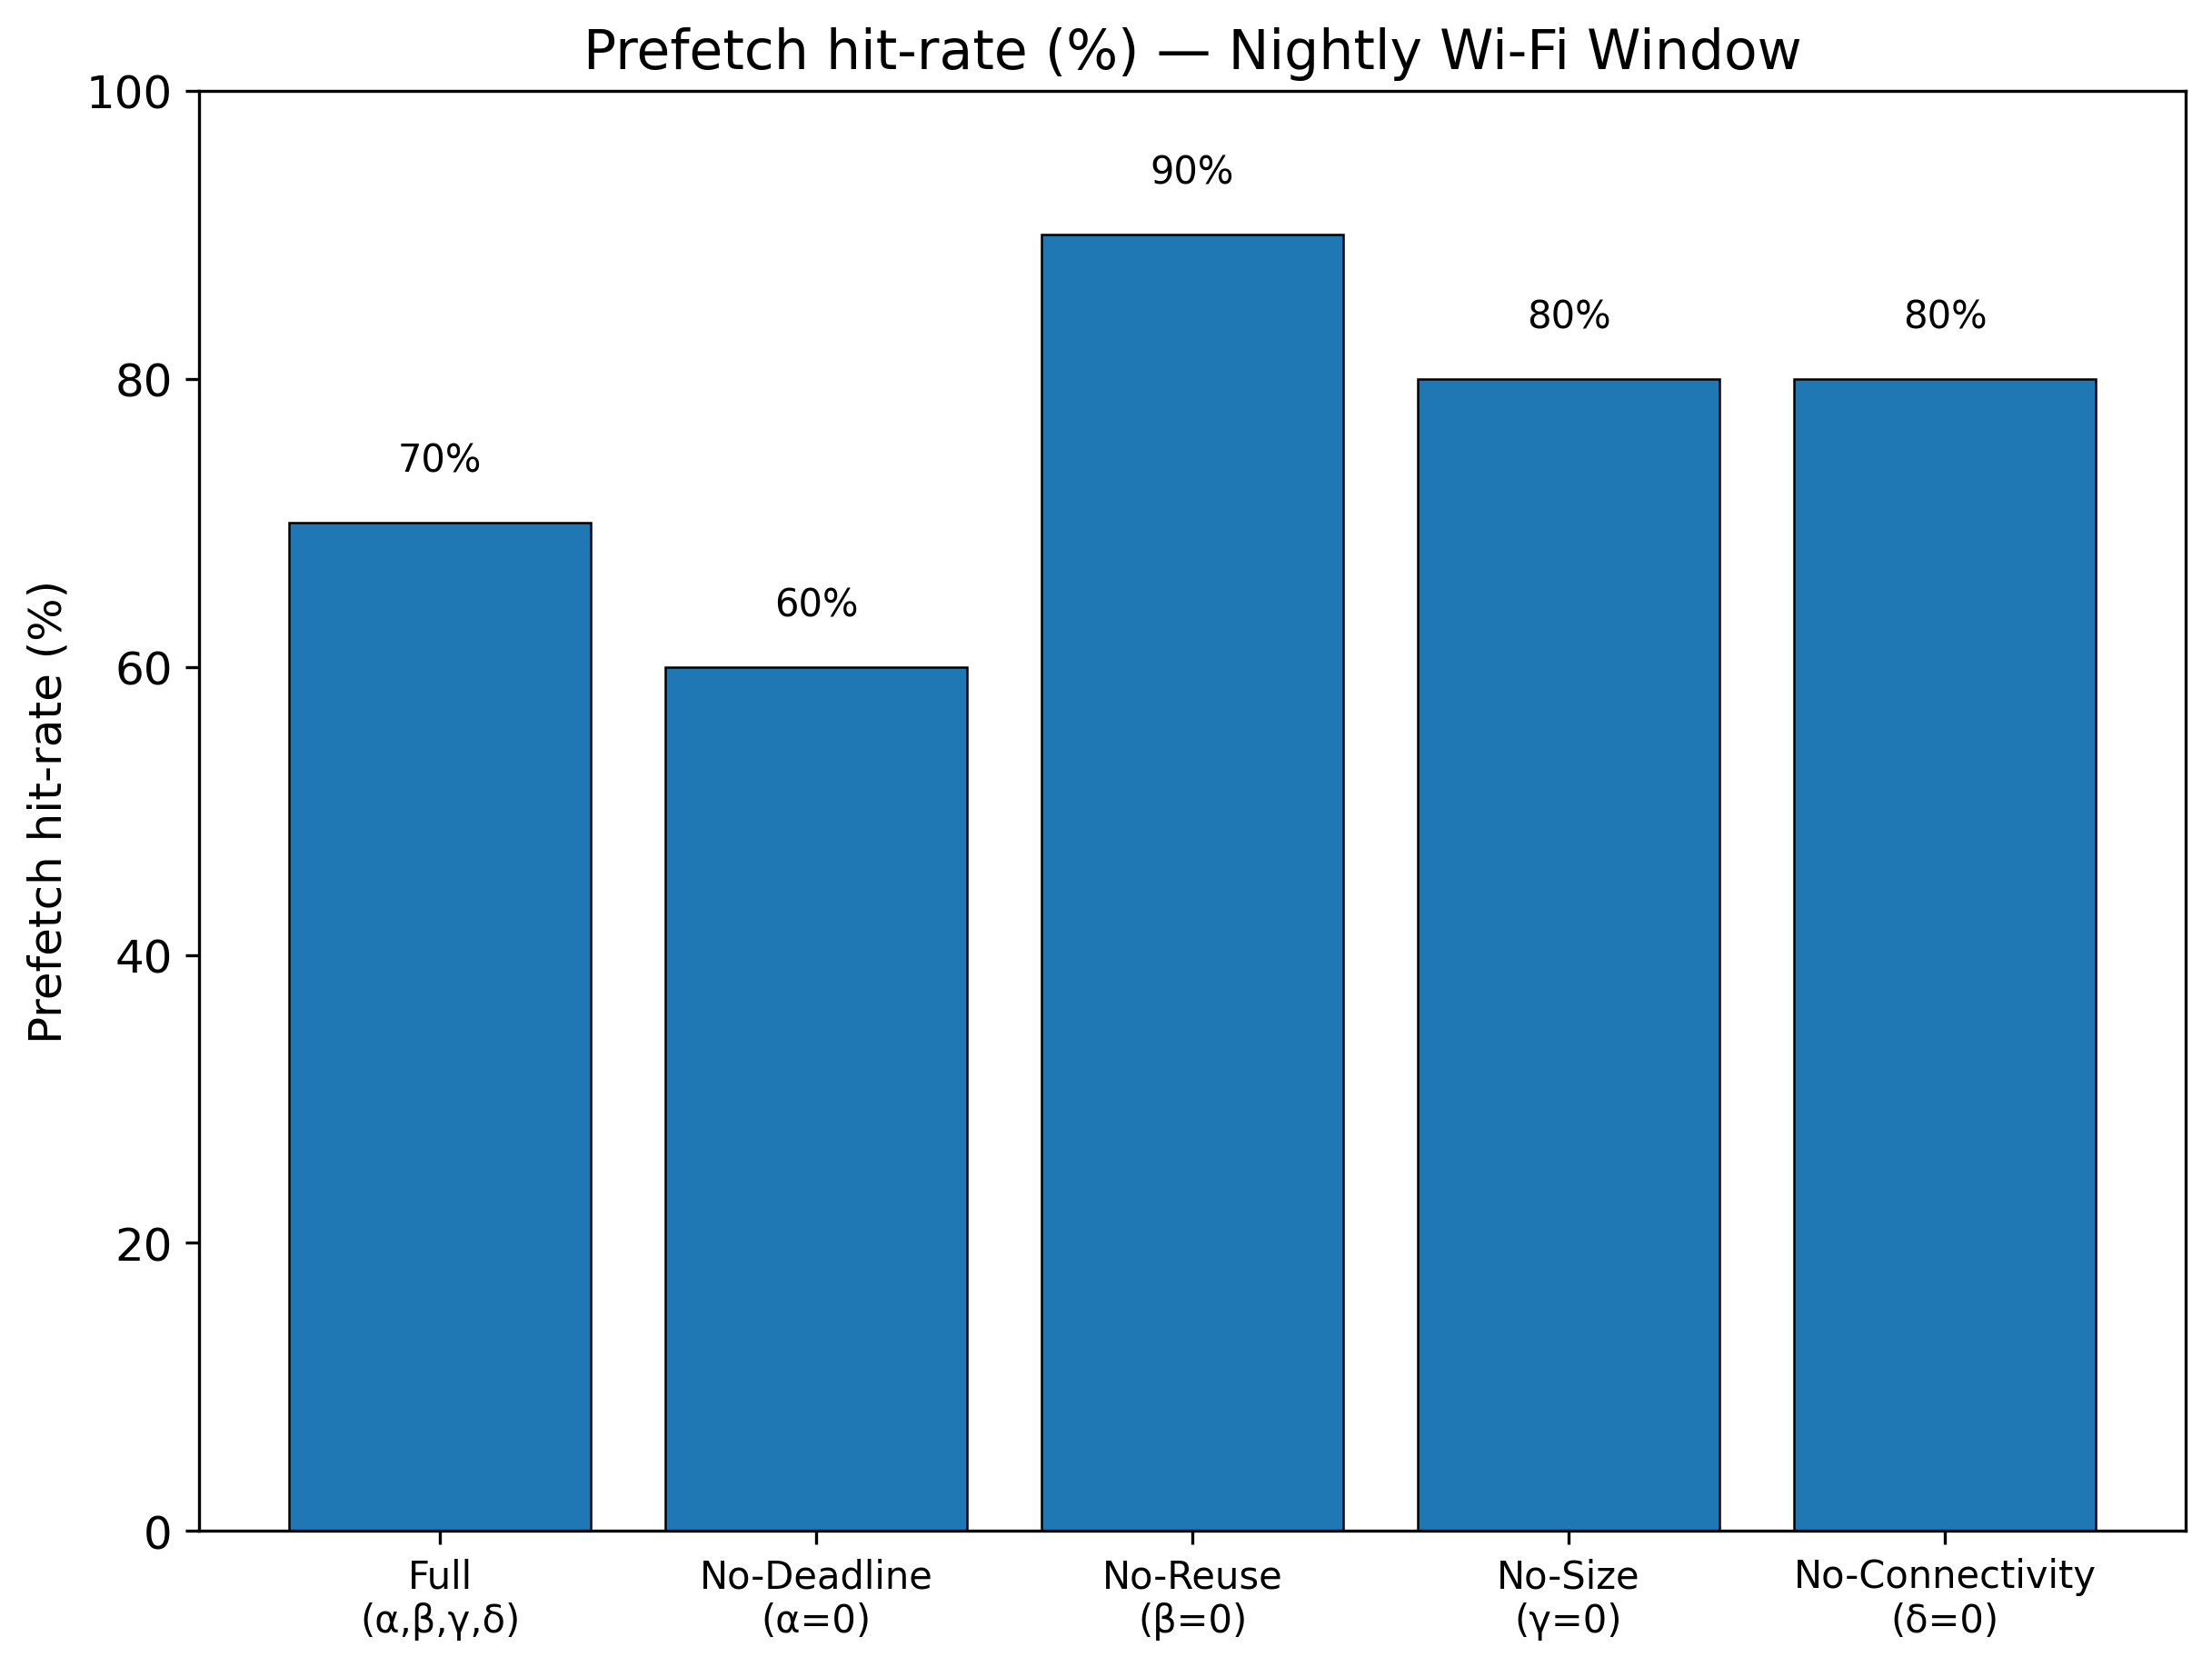 Prefetch hit-rate (%) — Nightly Wi-Fi Window
Prefetch hit-rate (%)
100
80
60
40
20
0
70%
60%
90%
80%
80%
Full
(α,β,γ,δ)
No-Deadline
(α=0)
No-Reuse
(β=0)
No-Size
(γ=0)
No-Connectivity
(δ=0)